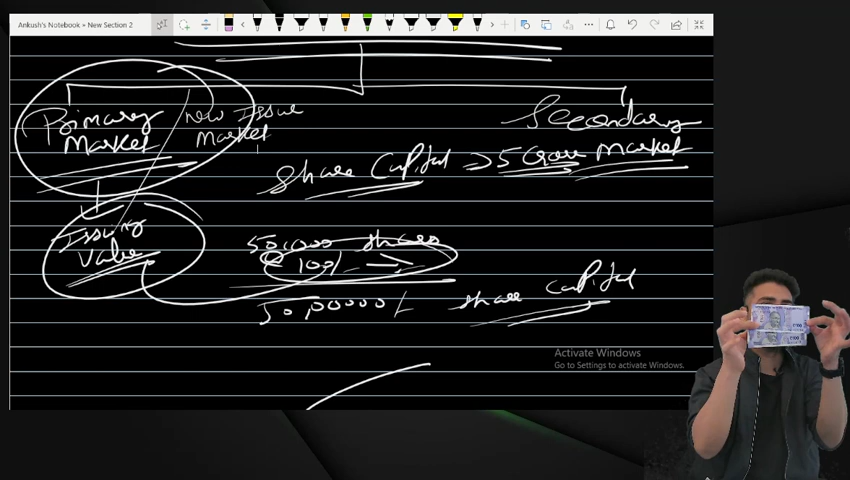 Ankush's Notebook • New Section 2
Primary
Market
New Issue
Market
Secondary
Market
Share Capital ⇒ 5 Crore
Issuing
Value
50,0000 shares
@ 100/- →
50,00000/
share capital
Activate Windows
Go to Settings to activate Windows.